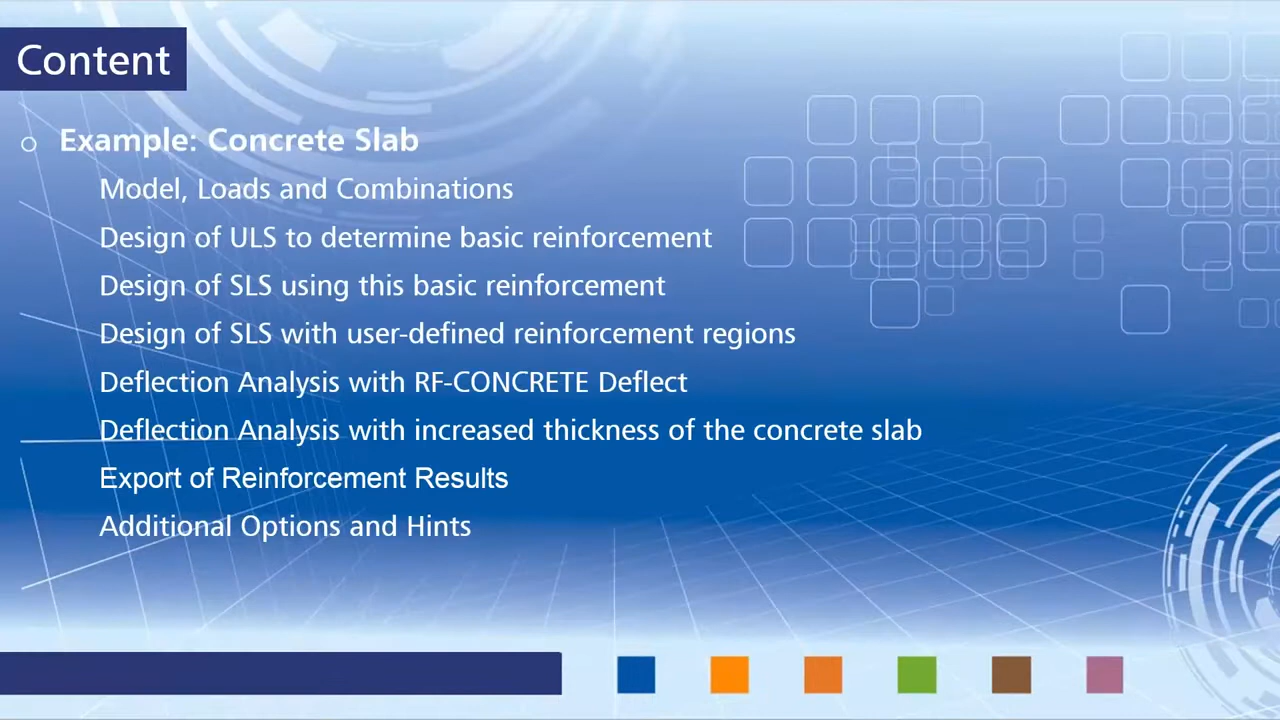 Content
Example: Concrete Slab
Model, Loads and Combinations
Design of ULS to determine basic reinforcement
Design of SLS using this basic reinforcement
Design of SLS with user-defined reinforcement regions
Deflection Analysis with RF-CONCRETE Deflect
Deflection Analysis with increased thickness of the concrete slab
Export of Reinforcement Results
Additional Options and Hints